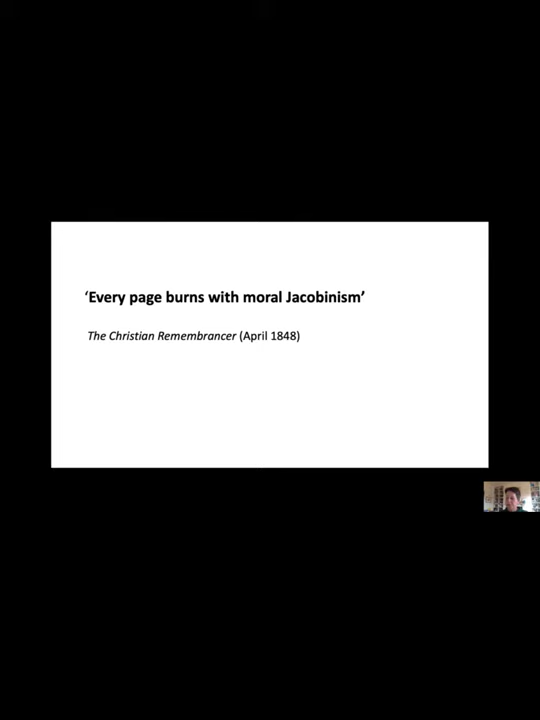 ‘Every page burns with moral Jacobinism’
The Christian Remembrancer (April 1848)